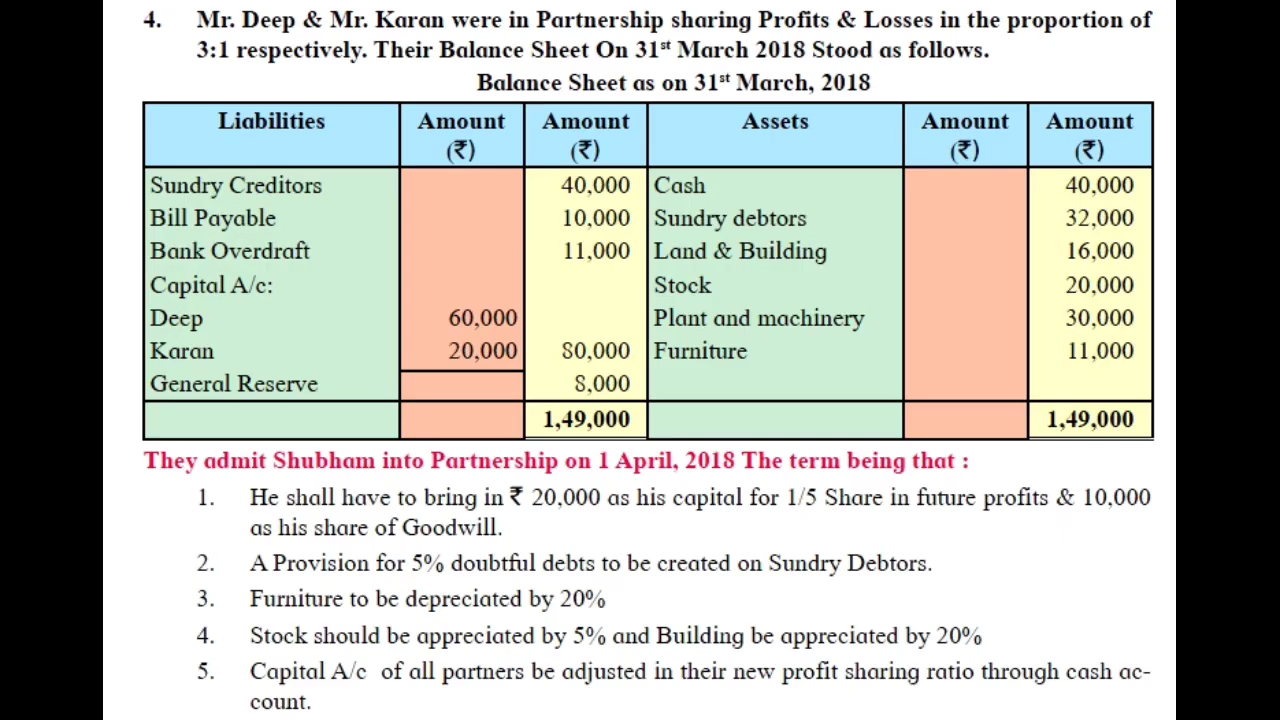 4. Mr. Deep & Mr. Karan were in Partnership sharing Profits & Losses in the proportion of
3:1 respectively. Their Balance Sheet On 31st March 2018 Stood as follows.
Balance Sheet as on 31st March, 2018
Liabilities Amount (₹) Amount (₹) Assets Amount (₹) Amount (₹)
Sundry Creditors 40,000 Cash 40,000
Bill Payable 10,000 Sundry debtors 32,000
Bank Overdraft 11,000 Land & Building 16,000
Capital A/c: Stock 20,000
Deep 60,000 Plant and machinery 30,000
Karan 20,000 80,000 Furniture 11,000
General Reserve 8,000
1,49,000 1,49,000
They admit Shubham into Partnership on 1 April, 2018 The term being that :
1. He shall have to bring in ₹ 20,000 as his capital for 1/5 Share in future profits & 10,000
as his share of Goodwill.
2. A Provision for 5% doubtful debts to be created on Sundry Debtors.
3. Furniture to be depreciated by 20%
4. Stock should be appreciated by 5% and Building be appreciated by 20%
5. Capital A/c of all partners be adjusted in their new profit sharing ratio through cash ac-
count.